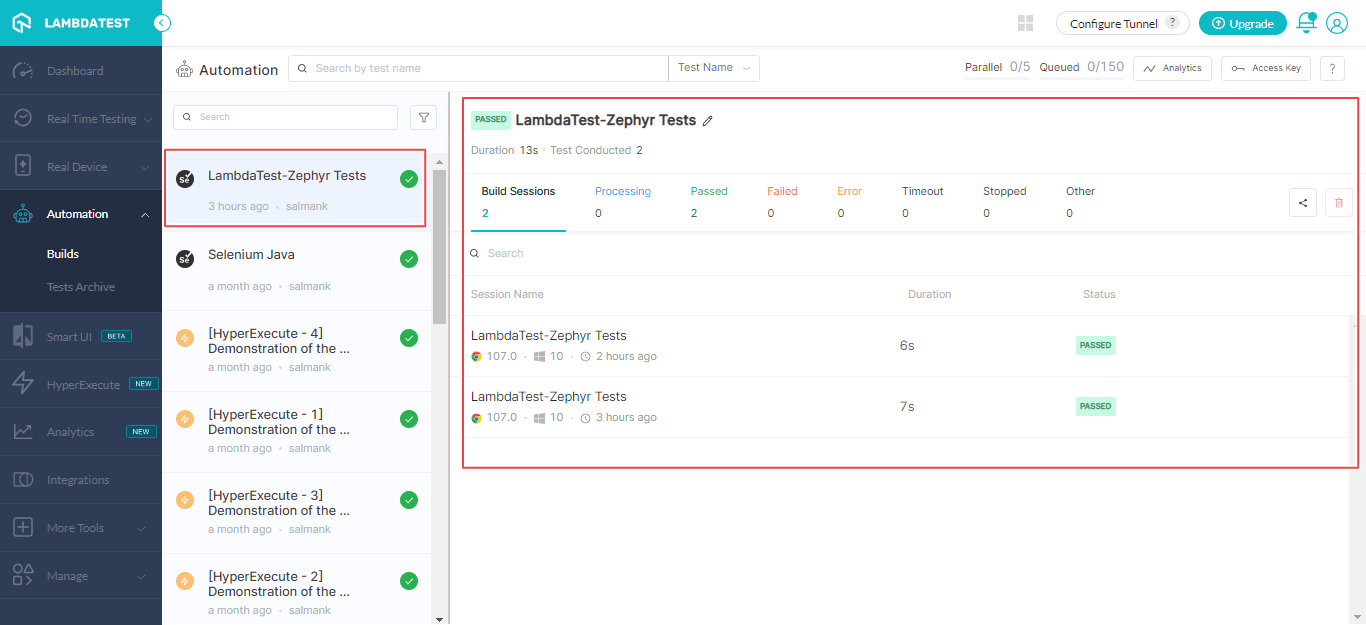 LAMBDATEST
Configure Tunnel ?
Upgrade
Dashboard
Real Time Testing
Real Device
Automation
Builds
Tests Archive
Smart UI BETA
HyperExecute NEW
Analytics NEW
Integrations
More Tools
Manage
Automation
Search by test name
Test Name
Parallel 0/5 Queued 0/150
Analytics
Access Key
?
Search
LambdaTest-Zephyr Tests
3 hours ago • salmank
Selenium Java
a month ago • salmank
[HyperExecute - 4]
Demonstration of the ...
a month ago • salmank
[HyperExecute - 1]
Demonstration of the ...
a month ago • salmank
[HyperExecute - 3]
Demonstration of the ...
a month ago • salmank
[HyperExecute - 2]
Demonstration of the ...
a month ago • salmank
PASSED LambdaTest-Zephyr Tests
Duration 13s · Test Conducted 2
Build Sessions Processing Passed Failed Error Timeout Stopped Other
2 0 2 0 0 0 0 0
Search
Session Name Duration Status
LambdaTest-Zephyr Tests
107.0 · 10 · 2 hours ago
6s
PASSED
LambdaTest-Zephyr Tests
107.0 · 10 · 3 hours ago
7s
PASSED